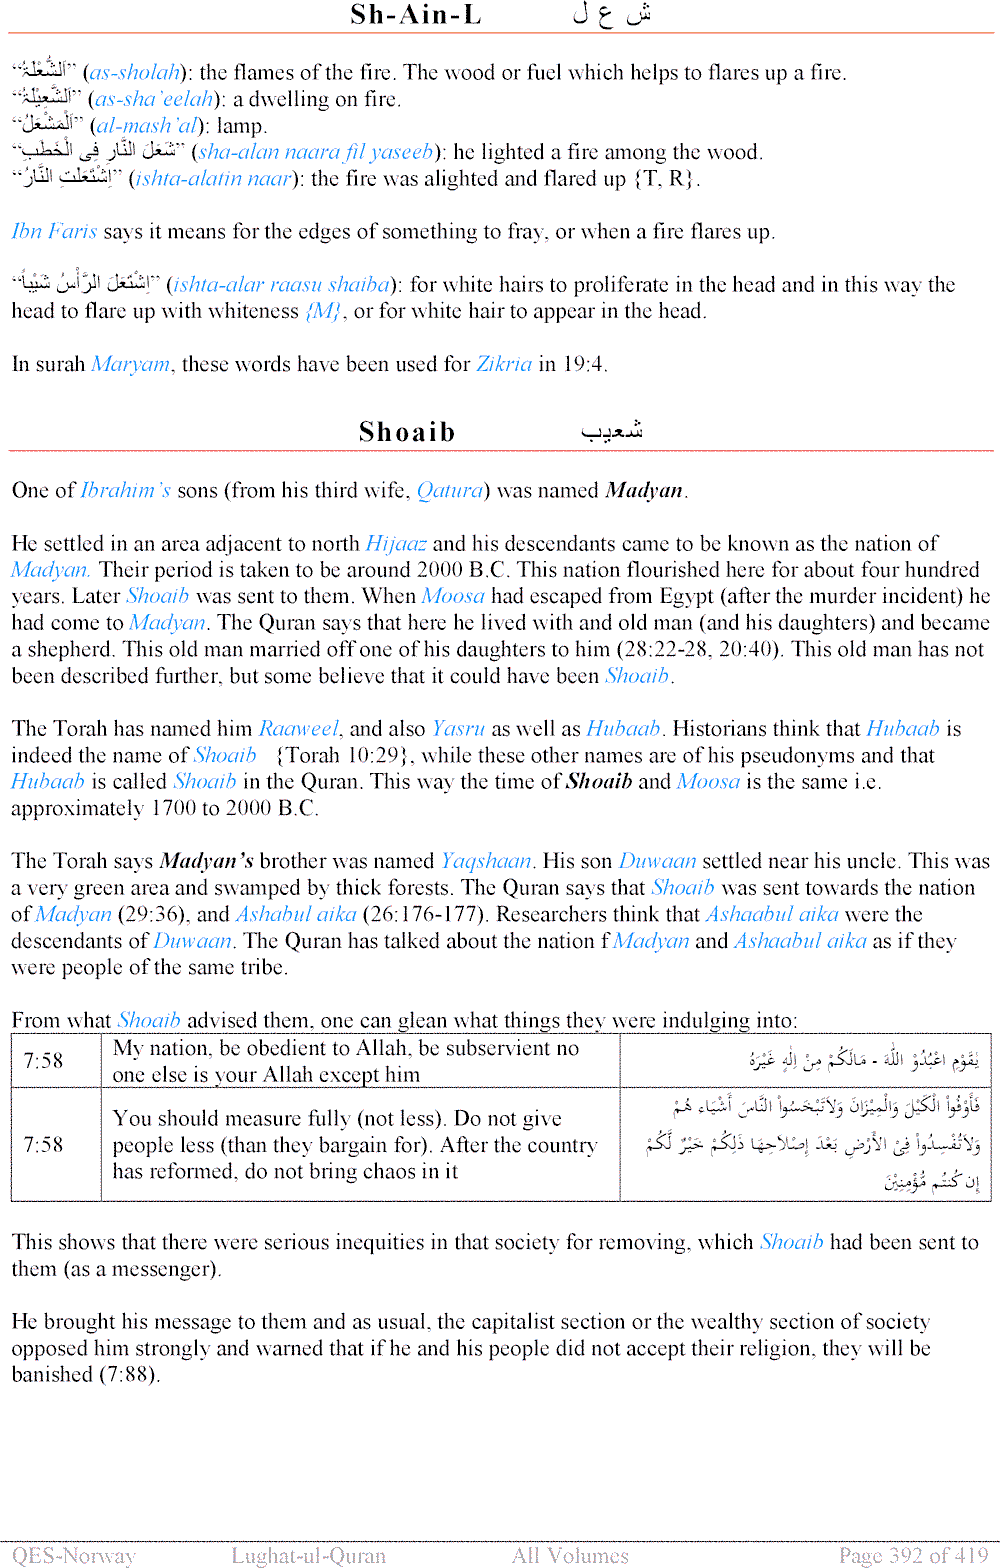 Sh-Ain-L ش ع ل
“اَلشُّعْلَۃُ” (as-sholah): the flames of the fire. The wood or fuel which helps to flares up a fire.
“اَلشَّعِیْلَۃُ” (as-sha’eelah): a dwelling on fire.
“اَلْمَشْعَلُ” (al-mash’al): lamp.
“شَعَلَ النَّارَ فِی الْحَطَبِ” (sha-alan naara fil yaseeb): he lighted a fire among the wood.
“اِشْتَعَلَتِ النَّارُ” (ishta-alatin naar): the fire was alighted and flared up {T, R}.
Ibn Faris says it means for the edges of something to fray, or when a fire flares up.
“اِشْتَعَلَ الرَّأْسُ شَیْباً” (ishta-alar raasu shaiba): for white hairs to proliferate in the head and in this way the
head to flare up with whiteness {M}, or for white hair to appear in the head.
In surah Maryam, these words have been used for Zikria in 19:4.
Shoaib شعیب
One of Ibrahim’s sons (from his third wife, Qatura) was named Madyan.
He settled in an area adjacent to north Hijaaz and his descendants came to be known as the nation of
Madyan. Their period is taken to be around 2000 B.C. This nation flourished here for about four hundred
years. Later Shoaib was sent to them. When Moosa had escaped from Egypt (after the murder incident) he
had come to Madyan. The Quran says that here he lived with and old man (and his daughters) and became
a shepherd. This old man married off one of his daughters to him (28:22-28, 20:40). This old man has not
been described further, but some believe that it could have been Shoaib.
The Torah has named him Raaweel, and also Yasru as well as Hubaab. Historians think that Hubaab is
indeed the name of Shoaib {Torah 10:29}, while these other names are of his pseudonyms and that
Hubaab is called Shoaib in the Quran. This way the time of Shoaib and Moosa is the same i.e.
approximately 1700 to 2000 B.C.
The Torah says Madyan’s brother was named Yaqshaan. His son Duwaan settled near his uncle. This was
a very green area and swamped by thick forests. The Quran says that Shoaib was sent towards the nation
of Madyan (29:36), and Ashabul aika (26:176-177). Researchers think that Ashaabul aika were the
descendants of Duwaan. The Quran has talked about the nation f Madyan and Ashaabul aika as if they
were people of the same tribe.
From what Shoaib advised them, one can glean what things they were indulging into:
7:58
My nation, be obedient to Allah, be subservient no
one else is your Allah except him
یٰقَوْمِ اعْبُدُوْ اللّٰہَ - مَالَکُمْ مِنْ اِلٰہٍ غَیْرَہُ
7:58
You should measure fully (not less). Do not give
people less (than they bargain for). After the country
has reformed, do not bring chaos in it
فَأَوْفُواْ الْکَیْلَ وَالْمِیْزَانَ وَلاَتَبْخَسُواْ النَّاسَ أَشْیَاء ہُمْ
وَلاَتُفْسِدُواْ فِیْ الأَرْضِ بَعْدَ إِصْلاَحِہَا ذَلِکُمْ خَیْرٌ لَّکُمْ
إِن کُنتُم مُّؤْمِنِیْنَ
This shows that there were serious inequities in that society for removing, which Shoaib had been sent to
them (as a messenger).
He brought his message to them and as usual, the capitalist section or the wealthy section of society
opposed him strongly and warned that if he and his people did not accept their religion, they will be
banished (7:88).
QES-Norway Lughat-ul-Quran All Volumes Page 392 of 419